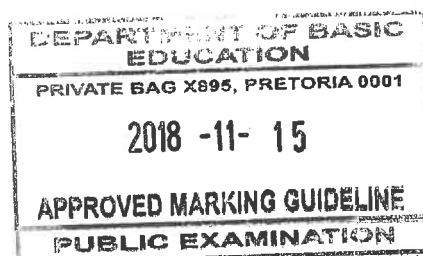 DEPARTMENT OF BASIC
EDUCATION
PRIVATE BAG X895, PRETORIA 0001
2018 -11- 15
APPROVED MARKING GUIDELINE
PUBLIC EXAMINATION